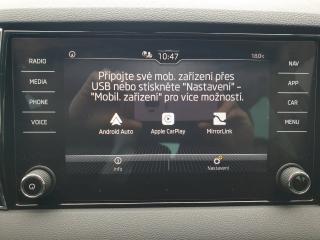 10:47
18.0°C
RADIO
MEDIA
PHONE
VOICE
Připojte své mob. zařízení přes
USB nebo stiskněte "Nastavení" -
"Mobil. zařízení" pro více možností.
Android Auto
Apple CarPlay
MirrorLink
Info
Nastavení
NAV
APP
CAR
MENU